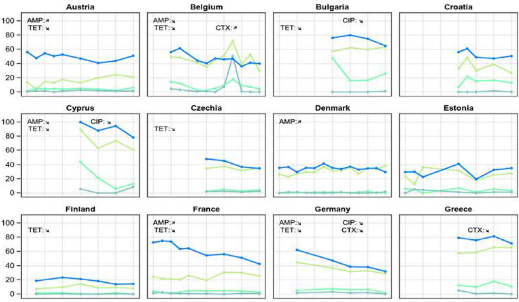 Austria Belgium Bulgaria Croatia
100
80
60
40
20
0
AMP:↗
TET:↘
AMP:↗
TET:↘ CTX:↗
CIP:↘
TET:↘
Cyprus Czechia Denmark Estonia
100
80
60
40
20
0
AMP:↘ CIP:↘
TET:↘
TET:↘
AMP:↗
Finland France Germany Greece
100
80
60
40
20
0
TET:↘
AMP:↗
TET:↘
AMP:↘ CIP:↘
TET:↘ CTX:↘
CTX:↘